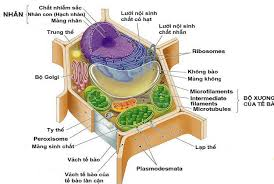 Lưới nội sinh
chất có hạt
Chất nhiễm sắc
NHÂN
Nhân con (Hạch nhân)
Màng nhân
Lưới nội sinh
chất nhẵn
Trung thể
Ribosomes
Bộ Golgi
Không bào
Màng không bào
Microfilaments
Intermediate
filaments
Microtubules
BỘ XƯƠNG
CỦA TẾ BÀO
Ty thể
Peroxisome
Màng sinh chất
Lạp thể
Vách tế bào
Plasmodesmata
Vách tế bào của
tế bào lân cận